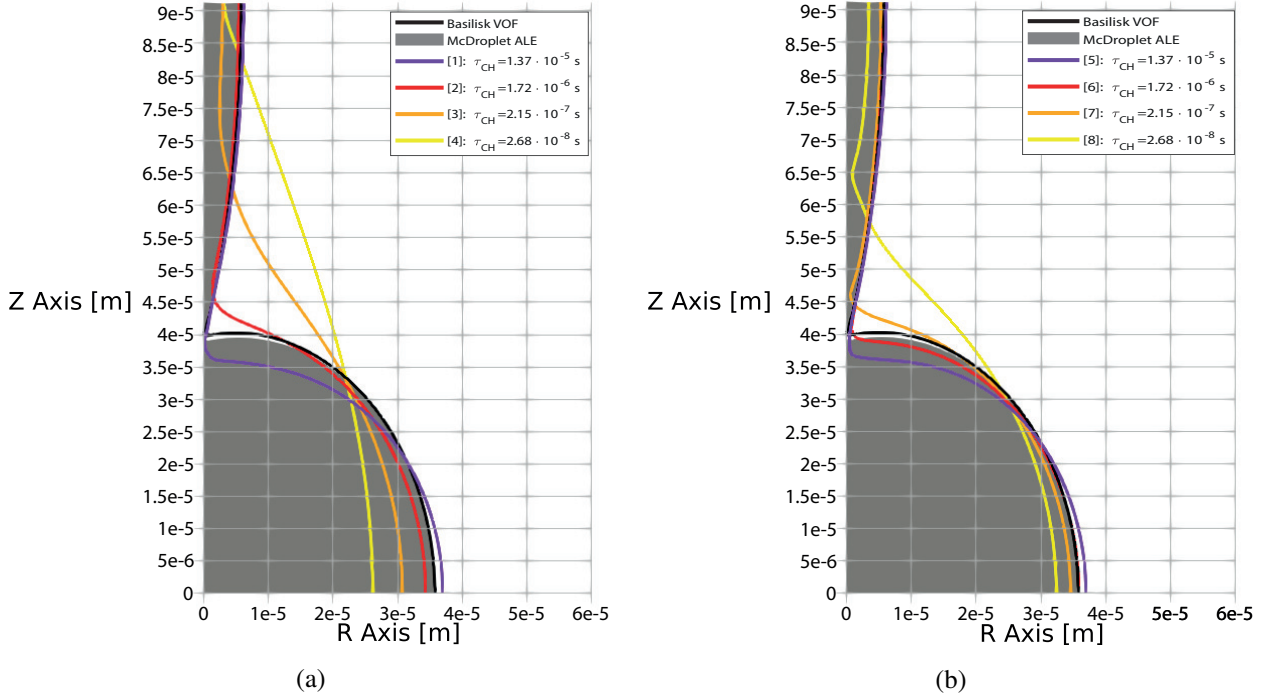 9e-5
8.5e-5
8e-5
7.5e-5
7e-5
6.5e-5
6e-5
5.5e-5
5e-5
4.5e-5
4e-5
3.5e-5
3e-5
2.5e-5
2e-5
1.5e-5
1e-5
5e-6
0
Z Axis [m]
Basilisk VOF
McDroplet ALE
[1]: τCH=1.37 · 10-5 s
[2]: τCH=1.72 · 10-6 s
[3]: τCH=2.15 · 10-7 s
[4]: τCH=2.68 · 10-8 s
0 1e-5 2e-5 3e-5 4e-5 5e-5 6e-5
R Axis [m]
(a)
9e-5
8.5e-5
8e-5
7.5e-5
7e-5
6.5e-5
6e-5
5.5e-5
5e-5
4.5e-5
4e-5
3.5e-5
3e-5
2.5e-5
2e-5
1.5e-5
1e-5
5e-6
0
Z Axis [m]
Basilisk VOF
McDroplet ALE
[5]: τCH=1.37 · 10-5 s
[6]: τCH=1.72 · 10-6 s
[7]: τCH=2.15 · 10-7 s
[8]: τCH=2.68 · 10-8 s
0 1e-5 2e-5 3e-5 4e-5 5e-5 6e-5
R Axis [m]
(b)